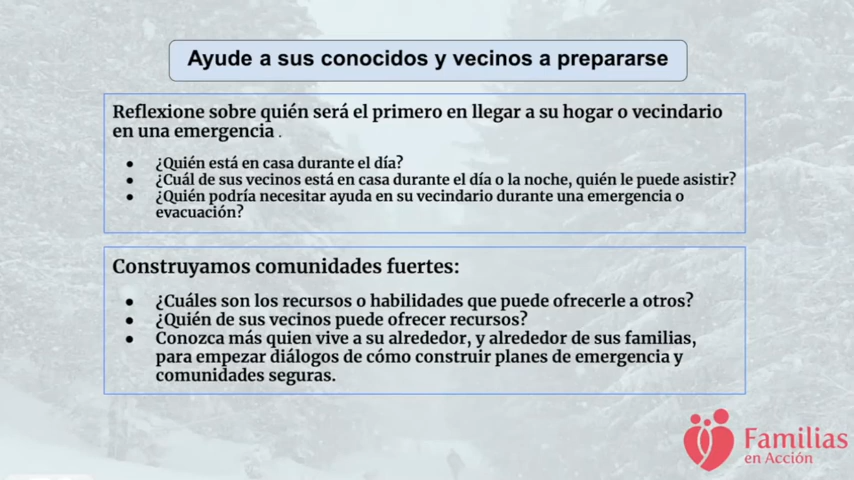 Ayude a sus conocidos y vecinos a prepararse
Reflexione sobre quién será el primero en llegar a su hogar o vecindario
en una emergencia .
● ¿Quién está en casa durante el día?
● ¿Cuál de sus vecinos está en casa durante el día o la noche, quién le puede asistir?
● ¿Quién podría necesitar ayuda en su vecindario durante una emergencia o
evacuación?
Construyamos comunidades fuertes:
● ¿Cuáles son los recursos o habilidades que puede ofrecerle a otros?
● ¿Quién de sus vecinos puede ofrecer recursos?
● Conozca más quien vive a su alrededor, y alrededor de sus familias,
para empezar diálogos de cómo construir planes de emergencia y
comunidades seguras.
Familias
en Acción